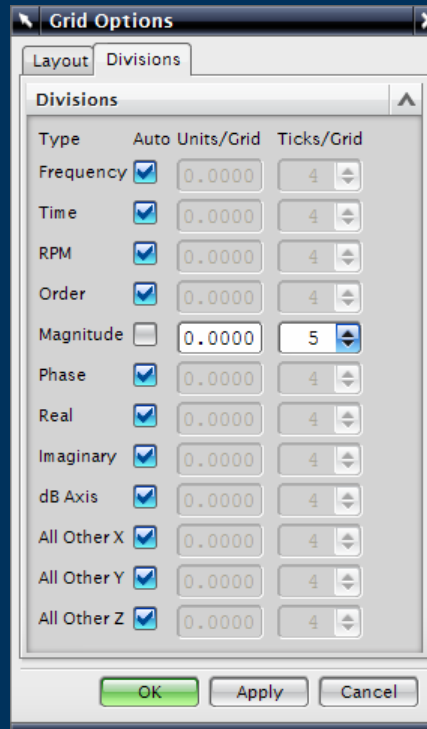 Grid Options
Layout Divisions
Divisions
Type Auto Units/Grid Ticks/Grid
Frequency 0.0000 4
Time 0.0000 4
RPM 0.0000 4
Order 0.0000 4
Magnitude 0.0000 5
Phase 0.0000 4
Real 0.0000 4
Imaginary 0.0000 4
dB Axis 0.0000 4
All Other X 0.0000 4
All Other Y 0.0000 4
All Other Z 0.0000 4
OK Apply Cancel